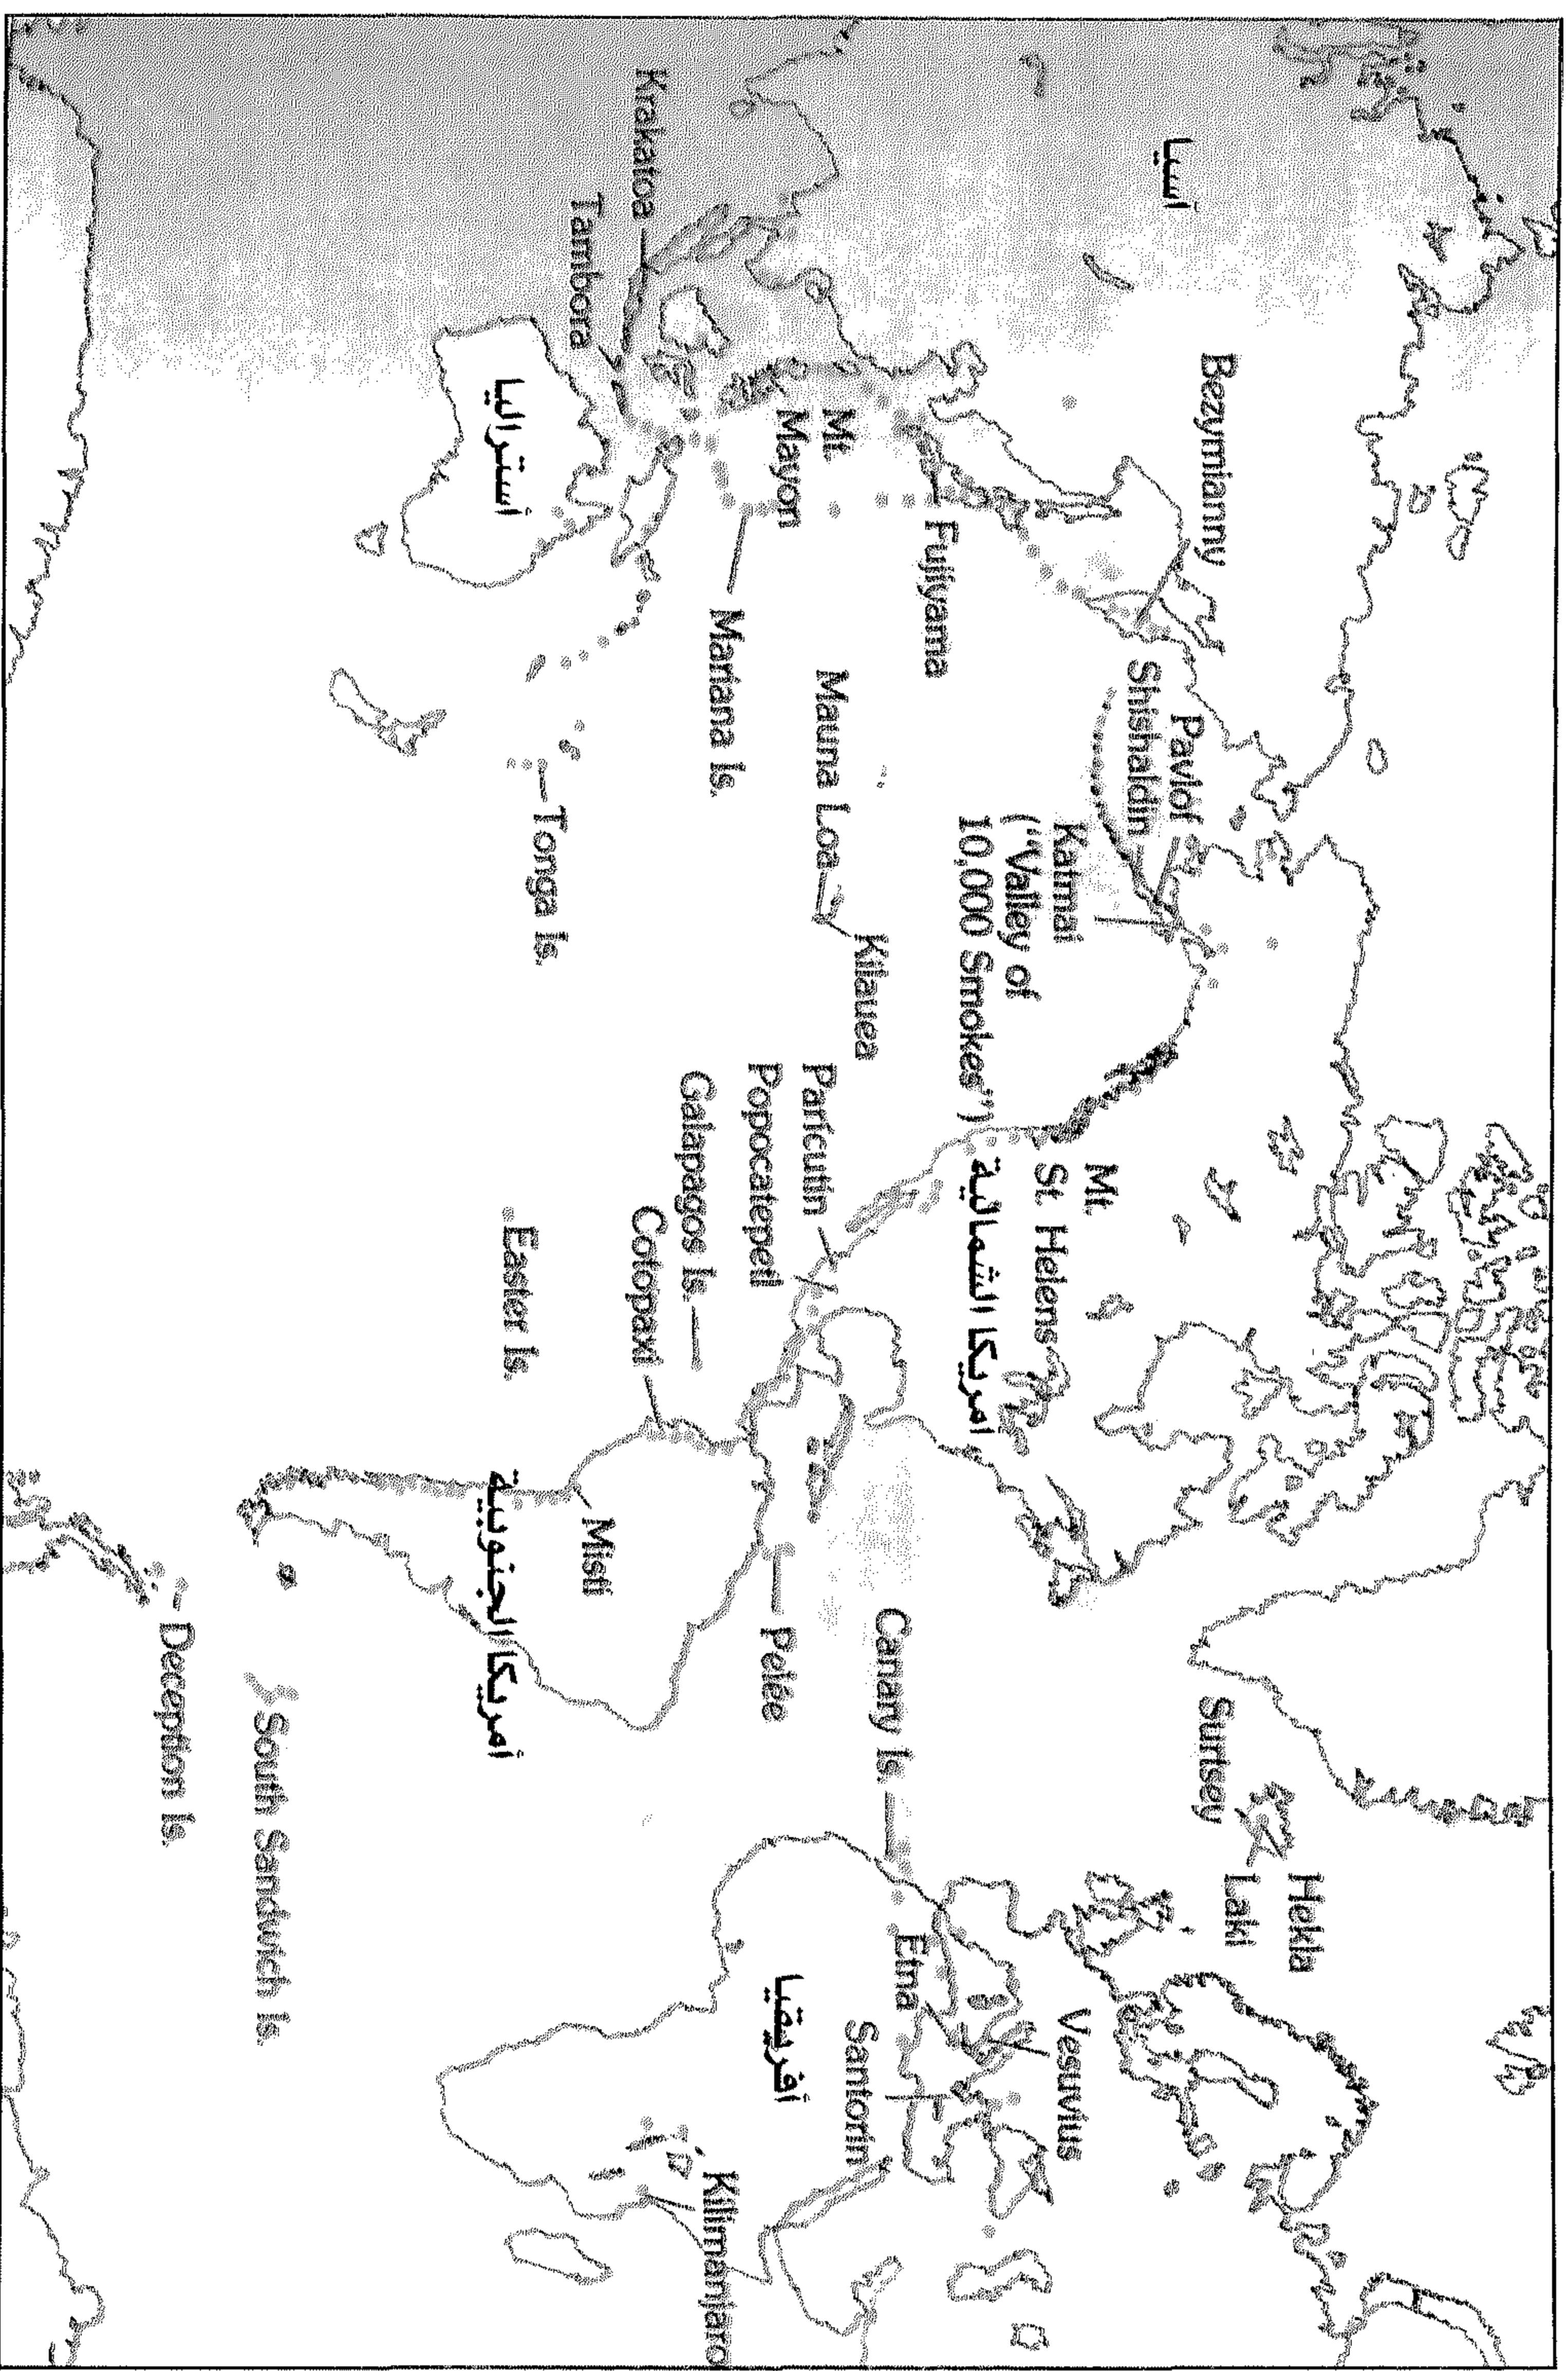 آسيا
Bezymianny
Pavlof
Shishaldin
Katmai
("Valley of
10,000 Smokes")
Fujiyama
Mt.
Mayon
Mariana Is.
Krakatoa
Tambora
أستراليا
Mauna Loa
Kilauea
Tonga Is.
Mt.
St. Helens
أمريكا الشمالية
Paricutin
Popocatepetl
Galapagos Is.
Cotopaxi
Easter Is.
Misti
أمريكا الجنوبية
Pelée
Canary Is.
Surtsey
Hekla
Laki
Vesuvius
Etna
Santorin
أفريقيا
Kilimanjaro
South Sandwich Is.
Deception Is.